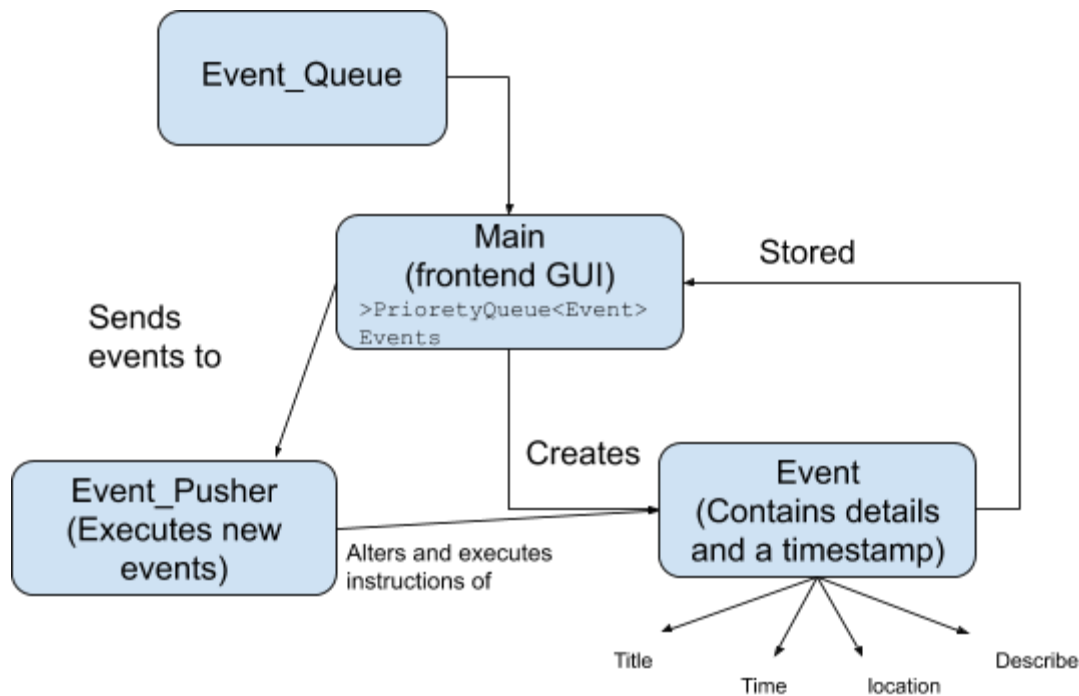 Event_Queue
Main
(frontend GUI)
>PrioretyQueue<Event>
Events
Stored
Sends
events to
Creates
Event_Pusher
(Executes new
events)
Alters and executes
instructions of
Event
(Contains details
and a timestamp)
Title
Time
location
Describe